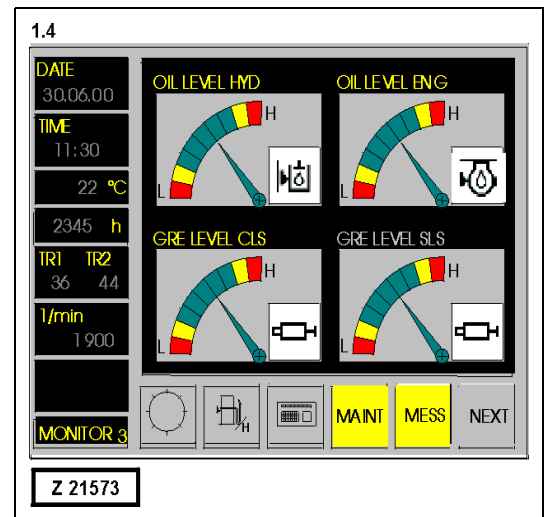 1.4
DATE
30.06.00
TIME
11:30
22 °C
2345 h
TR1 TR2
36 44
1/min
1900
MONITOR 3
OIL LEVEL HYD
L H
OIL LEVEL ENG
L H
GRE LEVEL CLS
L H
GRE LEVEL SLS
L H
/H
MAINT
MESS
NEXT
Z 21573